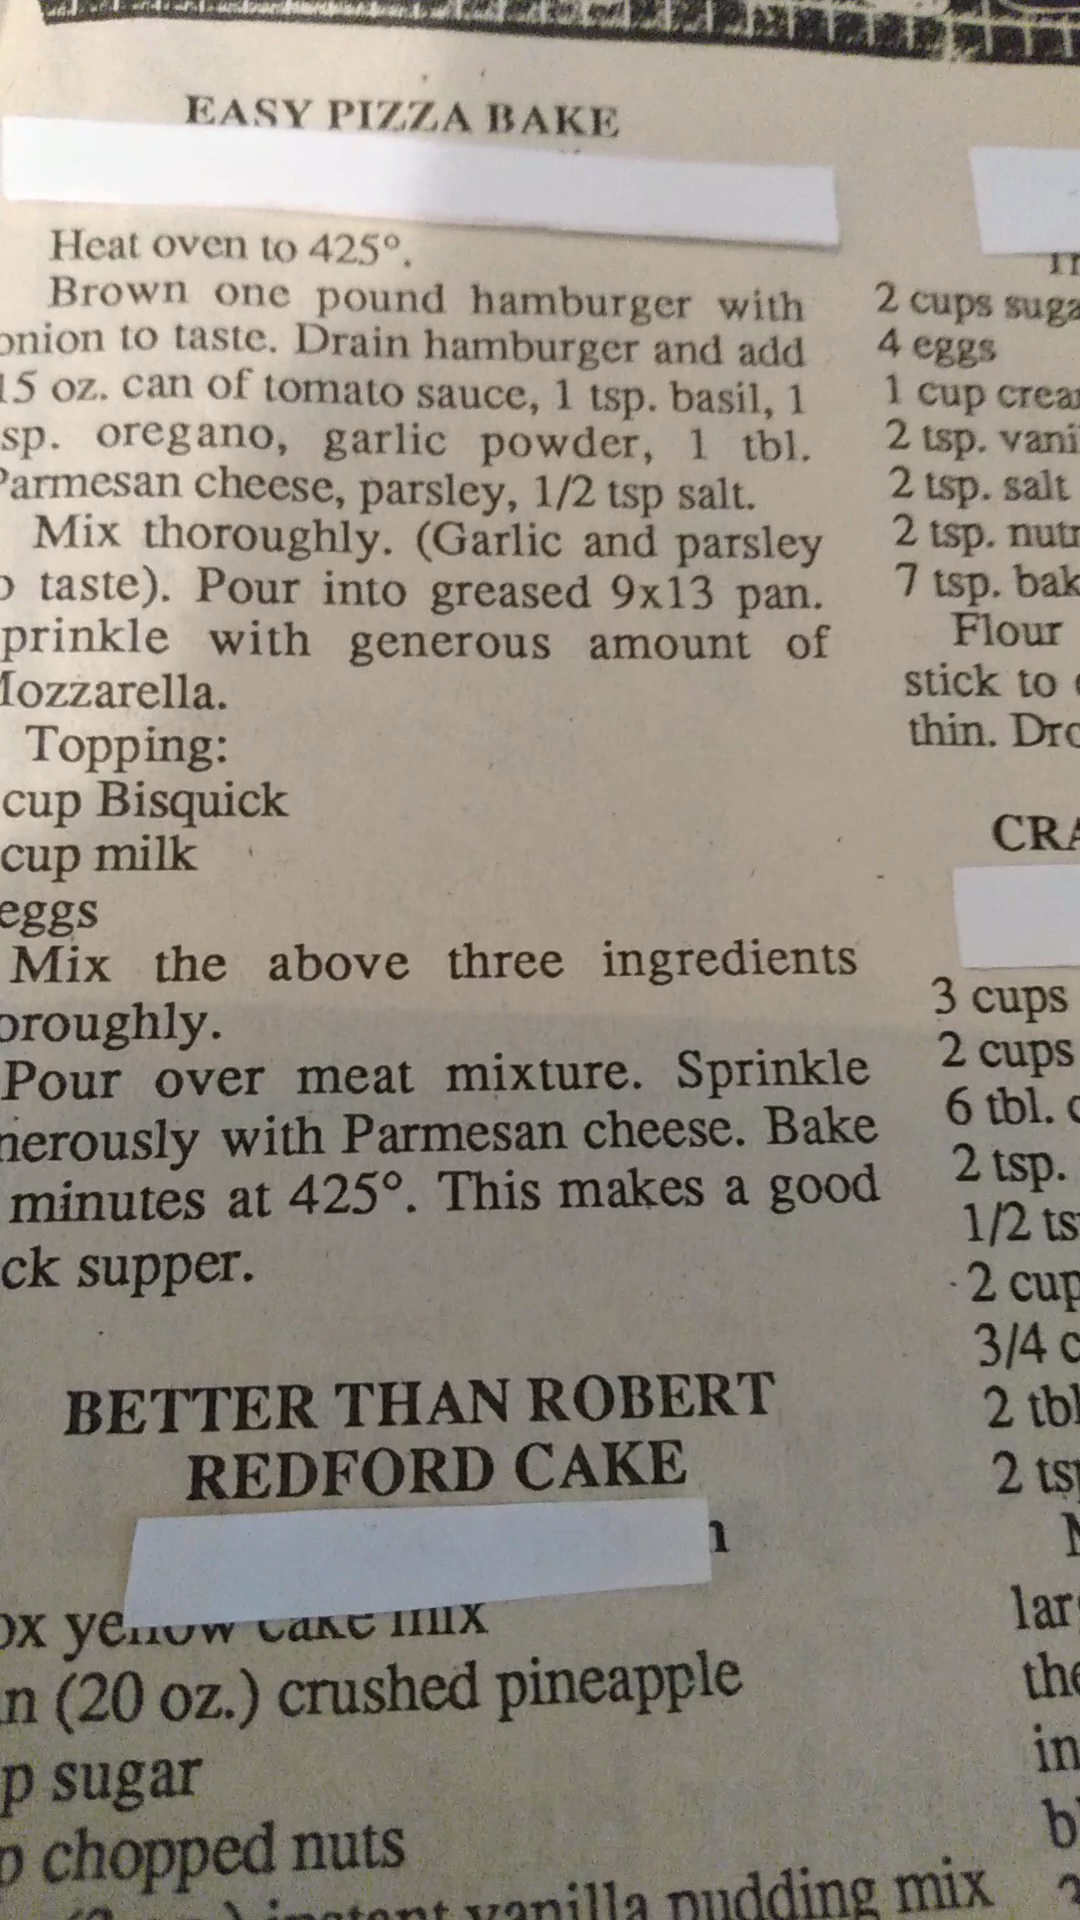 EASY PIZZA BAKE
Heat oven to 425°.
Brown one pound hamburger with
onion to taste. Drain hamburger and add
15 oz. can of tomato sauce, 1 tsp. basil, 1
sp. oregano, garlic powder, 1 tbl.
Parmesan cheese, parsley, 1/2 tsp salt.
Mix thoroughly. (Garlic and parsley
o taste). Pour into greased 9x13 pan.
prinkle with generous amount of
Mozzarella.
Topping:
cup Bisquick
cup milk
eggs
Mix the above three ingredients
oroughly.
Pour over meat mixture. Sprinkle
nerously with Parmesan cheese. Bake
minutes at 425°. This makes a good
ck supper.
BETTER THAN ROBERT
REDFORD CAKE
ox yellow cake mix
n (20 oz.) crushed pineapple
p sugar
p chopped nuts
instant vanilla pudding mix
2 cups suga
4 eggs
1 cup crea
2 tsp. vani
2 tsp. salt
2 tsp. nut
7 tsp. bak
Flour
stick to
thin. Dro
CRA
3 cups
2 cups
6 tbl.
2 tsp.
1/2 ts
2 cup
3/4 c
2 tbl
2 ts
lar
the
in